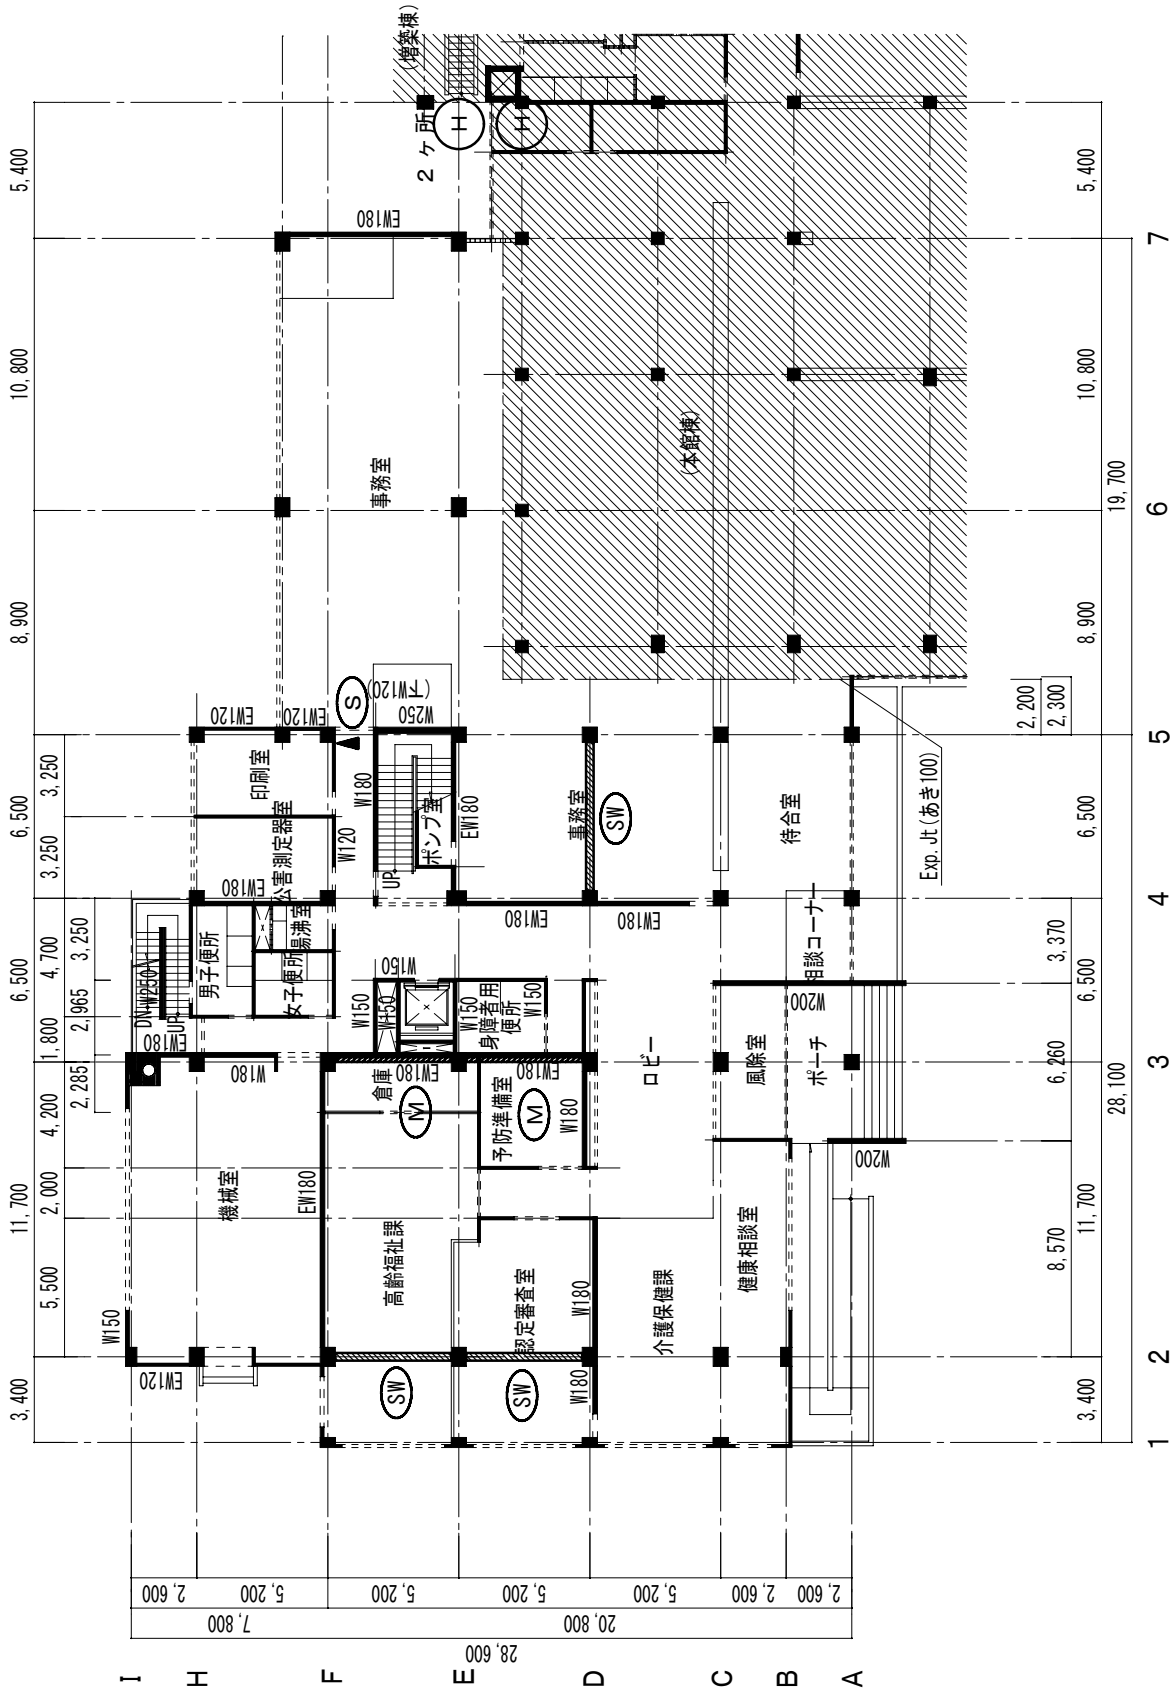 3,400
11,700
6,500
6,500
8,900
10,800
5,400
5,500
2,000
4,200
1,800
4,700
3,250
3,250
2,285
2,965
3,250
(増築棟)
2ヶ所
H
H
EW180
事務室
(本館棟)
EW120
EW120
S
W250
(下W120)
印刷室
公害測定器室
W120
W180
UP
ポンプ室
EW180
事務室
SW
待合室
Exp. Jt (あき100)
EW180
EW180
EW180
男子便所
湯沸室
女子便所
DN
W250
UP
EW180
W180
W150
W150
W150
W150
W150
身障者用
便所
ロビー
相談コーナー
W200
風除室
ポーチ
W200
倉庫
EW180
EW180
M
M
予防準備室
W180
機械室
EW180
高齢福祉課
認定審査室
W180
介護保健課
健康相談室
W150
EW120
SW
SW
W180
2,200
2,300
3,400
11,700
8,570
6,500
6,260
3,370
6,500
8,900
10,800
5,400
28,100
19,700
1
2
3
4
5
6
7
2,600
5,200
5,200
5,200
5,200
2,600
2,600
7,800
20,800
28,600
I
H
F
E
D
C
B
A